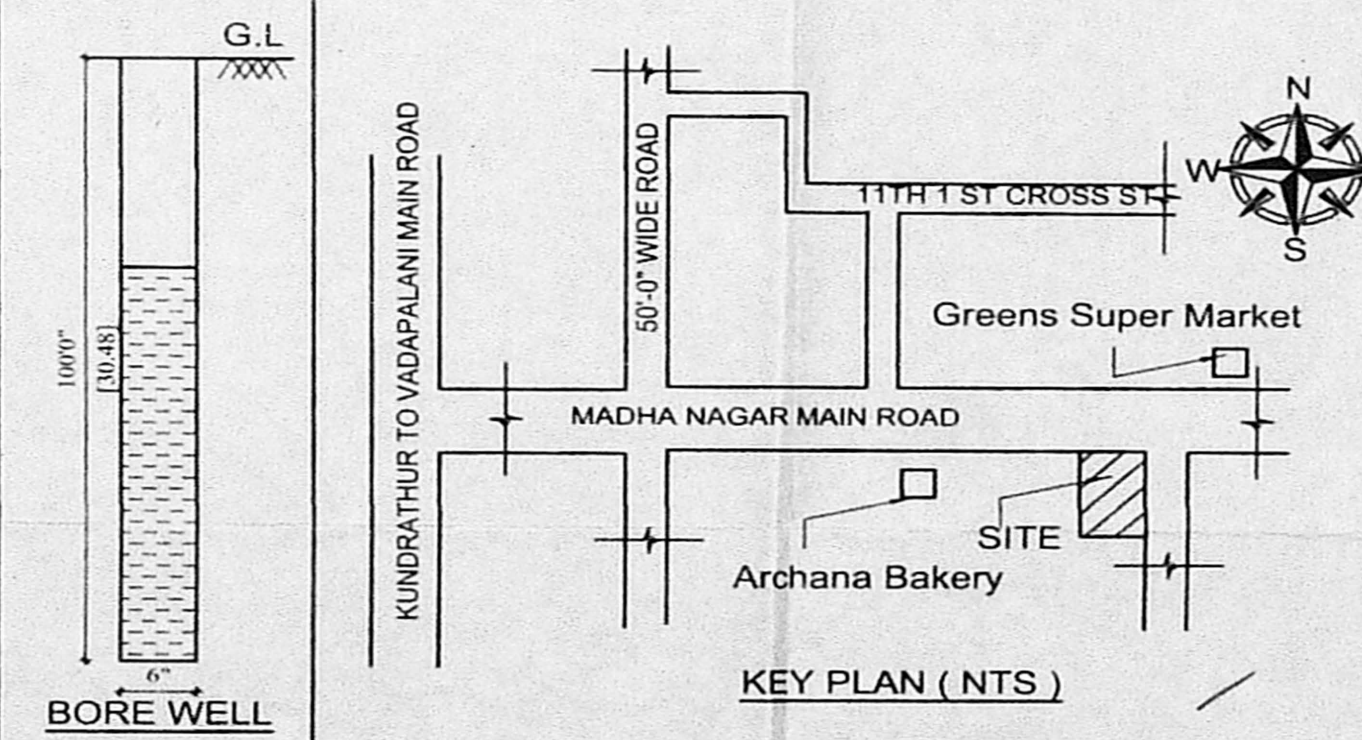 G.L
100'0"
[30.48]
6"
BORE WELL
KUNDRATHUR TO VADAPALANI MAIN ROAD
50'-0" WIDE ROAD
11TH 1 ST CROSS ST
N
W
S
Greens Super Market
MADHA NAGAR MAIN ROAD
SITE
Archana Bakery
KEY PLAN ( NTS )